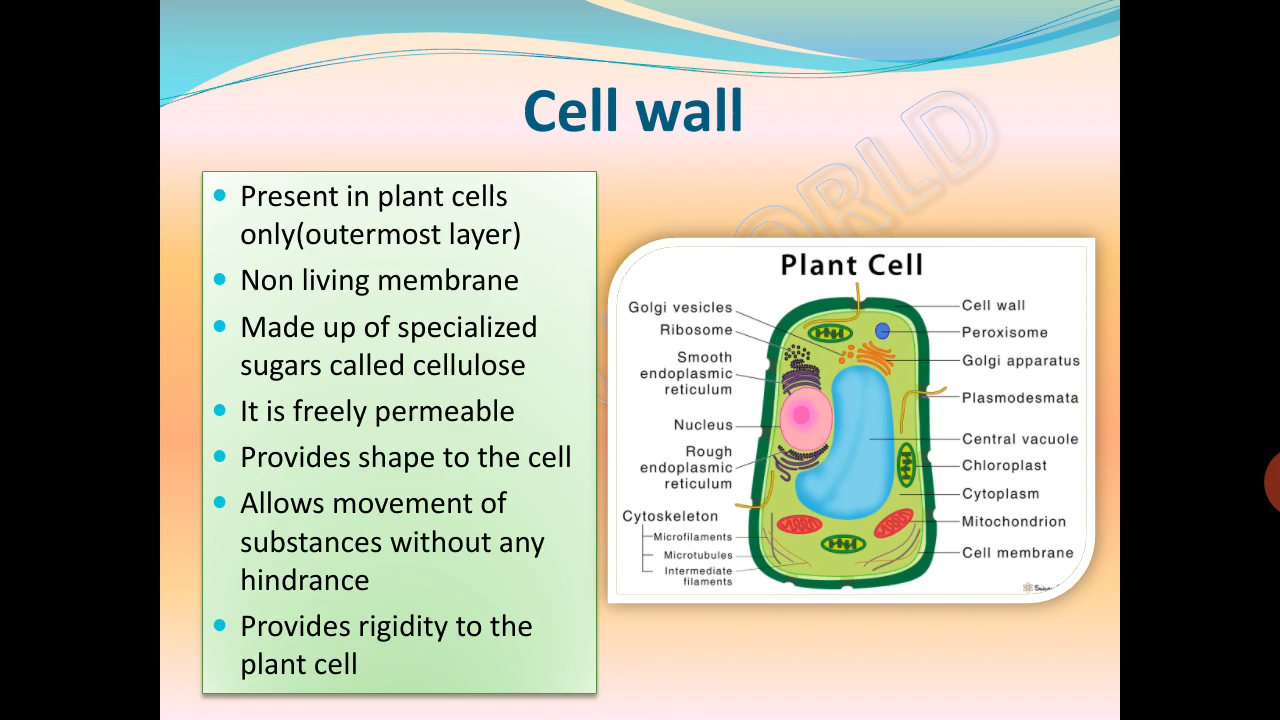 Cell wall
Present in plant cells
only(outermost layer)
Non living membrane
Made up of specialized
sugars called cellulose
It is freely permeable
Provides shape to the cell
Allows movement of
substances without any
hindrance
Provides rigidity to the
plant cell
Plant Cell
Golgi vesicles
Ribosome
Smooth
endoplasmic
reticulum
Nucleus
Rough
endoplasmic
reticulum
Cytoskeleton
Microfilaments
Microtubules
Intermediate
filaments
Cell wall
Peroxisome
Golgi apparatus
Plasmodesmata
Central vacuole
Chloroplast
Cytoplasm
Mitochondrion
Cell membrane